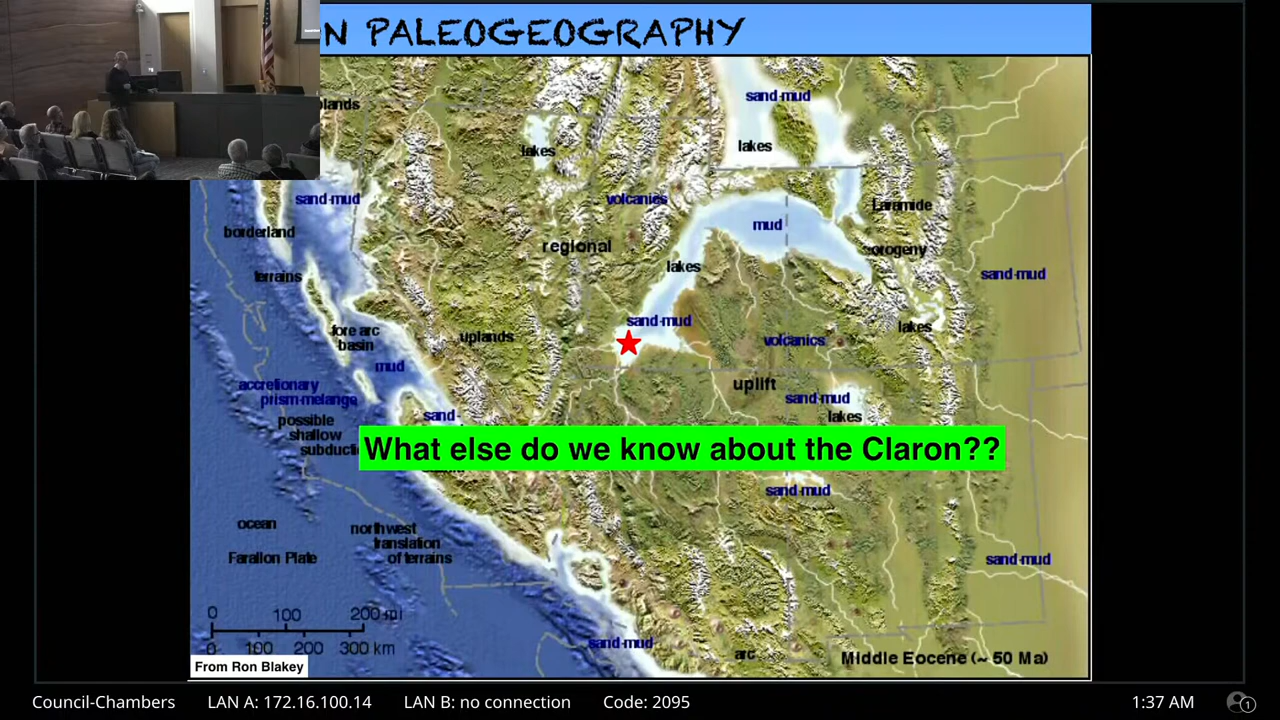 N PALEOGEOGRAPHY
lands
sand-mud
lakes
lakes
sand-mud
volcanics
Laramide
borderland
mud
regional
orogeny
lakes
terrains
sand-mud
sand-mud
fore arc
basin
uplands
lakes
volcanics
mud
accretionary
prism-melange
uplift
sand-mud
possible
shallow
subducti
sand
lakes
What else do we know about the Claron??
sand-mud
ocean
northwest
translation
of terrains
Farallon Plate
sand-mud
0 100 200 mi
0 100 200 300 km
sand-mud
arc
Middle Eocene (~ 50 Ma)
From Ron Blakey
Council-Chambers LAN A: 172.16.100.14 LAN B: no connection Code: 2095 1:37 AM 1